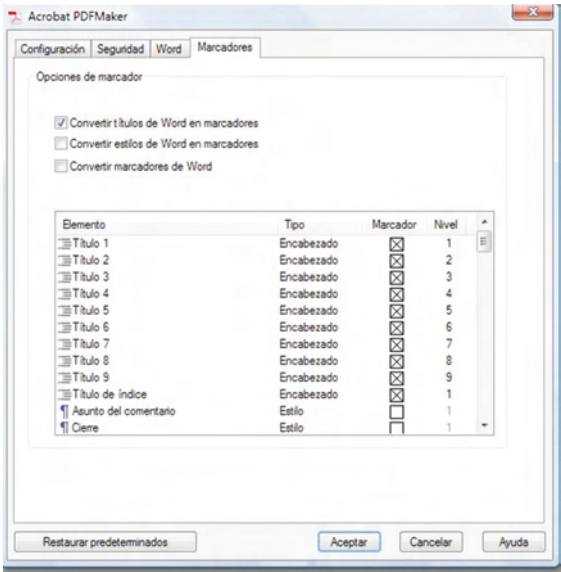 Acrobat PDFMaker
Configuración Seguridad Word Marcadores
Opciones de marcador
Convertir títulos de Word en marcadores
Convertir estilos de Word en marcadores
Convertir marcadores de Word
Elemento Tipo Marcador Nivel
Título 1 Encabezado 1
Título 2 Encabezado 2
Título 3 Encabezado 3
Título 4 Encabezado 4
Título 5 Encabezado 5
Título 6 Encabezado 6
Título 7 Encabezado 7
Título 8 Encabezado 8
Título 9 Encabezado 9
Título de índice Encabezado 1
¶ Asunto del comentario Estilo 1
¶ Cierre Estilo 1
Restaurar predeterminados Aceptar Cancelar Ayuda